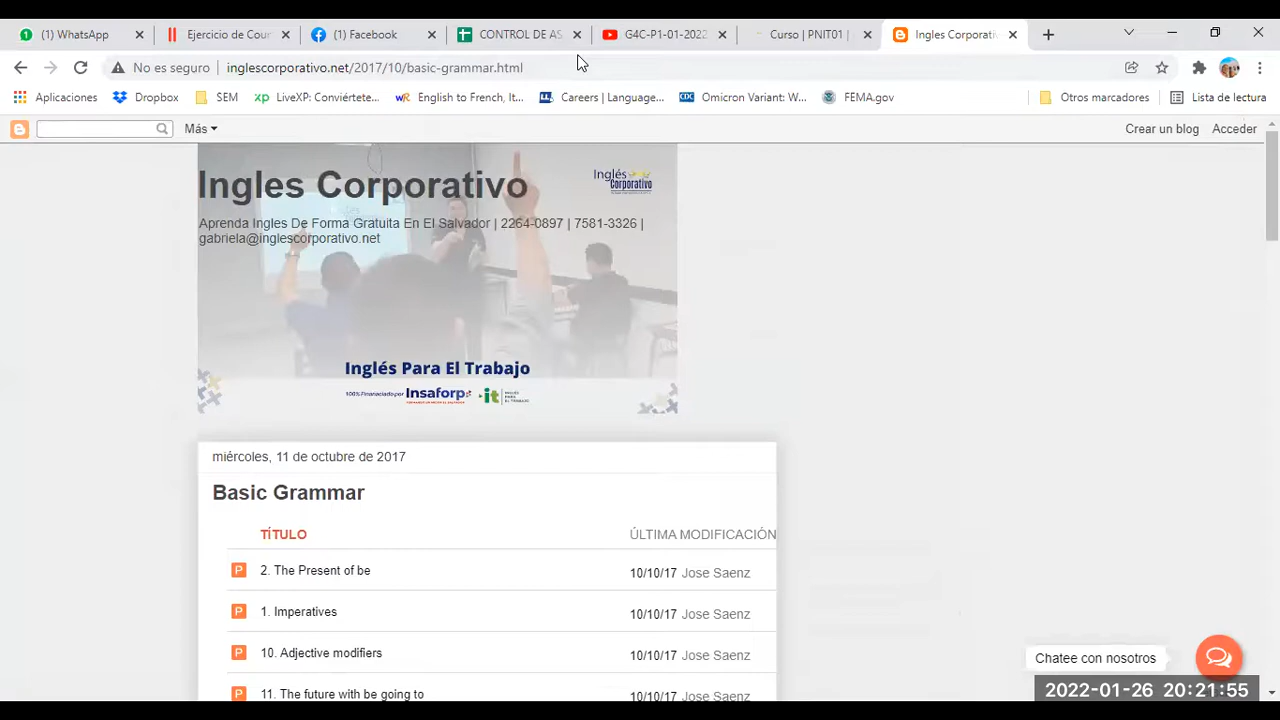 (1) WhatsApp
Ejercicio de Cour
(1) Facebook
CONTROL DE AS
G4C-P1-01-2022
Curso | PNIT01 |
Ingles Corporati
No es seguro
inglescorporativo.net/2017/10/basic-grammar.html
Aplicaciones
Dropbox
SEM
LiveXP: Conviértete...
English to French, It...
Careers | Language...
Omicron Variant: W...
FEMA.gov
Otros marcadores
Lista de lectura
Más
Crear un blog
Acceder
Ingles Corporativo
Inglés
Corporativo
Aprenda Ingles De Forma Gratuita En El Salvador | 2264-0897 | 7581-3326 |
gabriela@inglescorporativo.net
Inglés Para El Trabajo
100% Financiado por Insaforp it
miércoles, 11 de octubre de 2017
Basic Grammar
TÍTULO
ÚLTIMA MODIFICACIÓN
2. The Present of be
10/10/17 Jose Saenz
1. Imperatives
10/10/17 Jose Saenz
10. Adjective modifiers
10/10/17 Jose Saenz
11. The future with be going to
10/10/17 Jose Saenz
Chatee con nosotros
2022-01-26 20:21:55